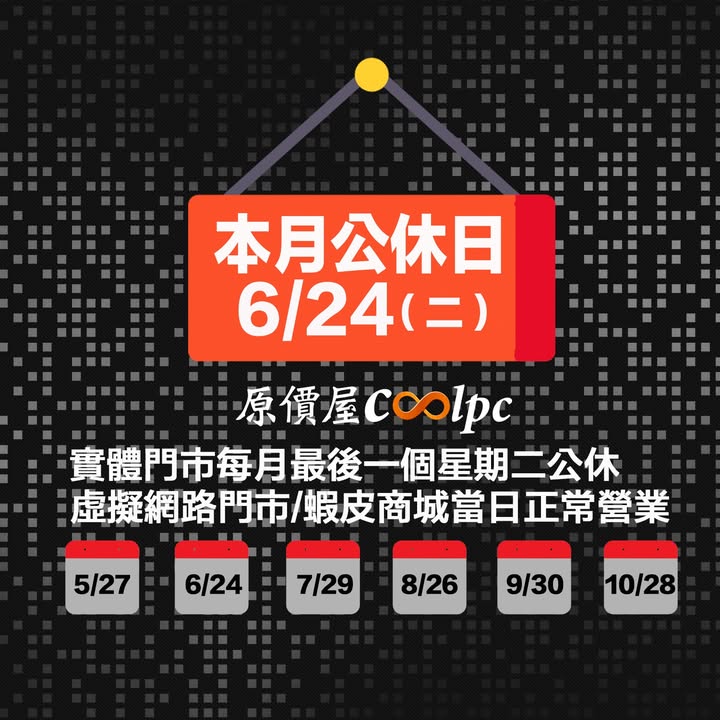 本月公休日
6/24(二)
原價屋coolpc
實體門市每月最後一個星期二公休
虛擬網路門市/蝦皮商城當日正常營業
5/27 6/24 7/29 8/26 9/30 10/28